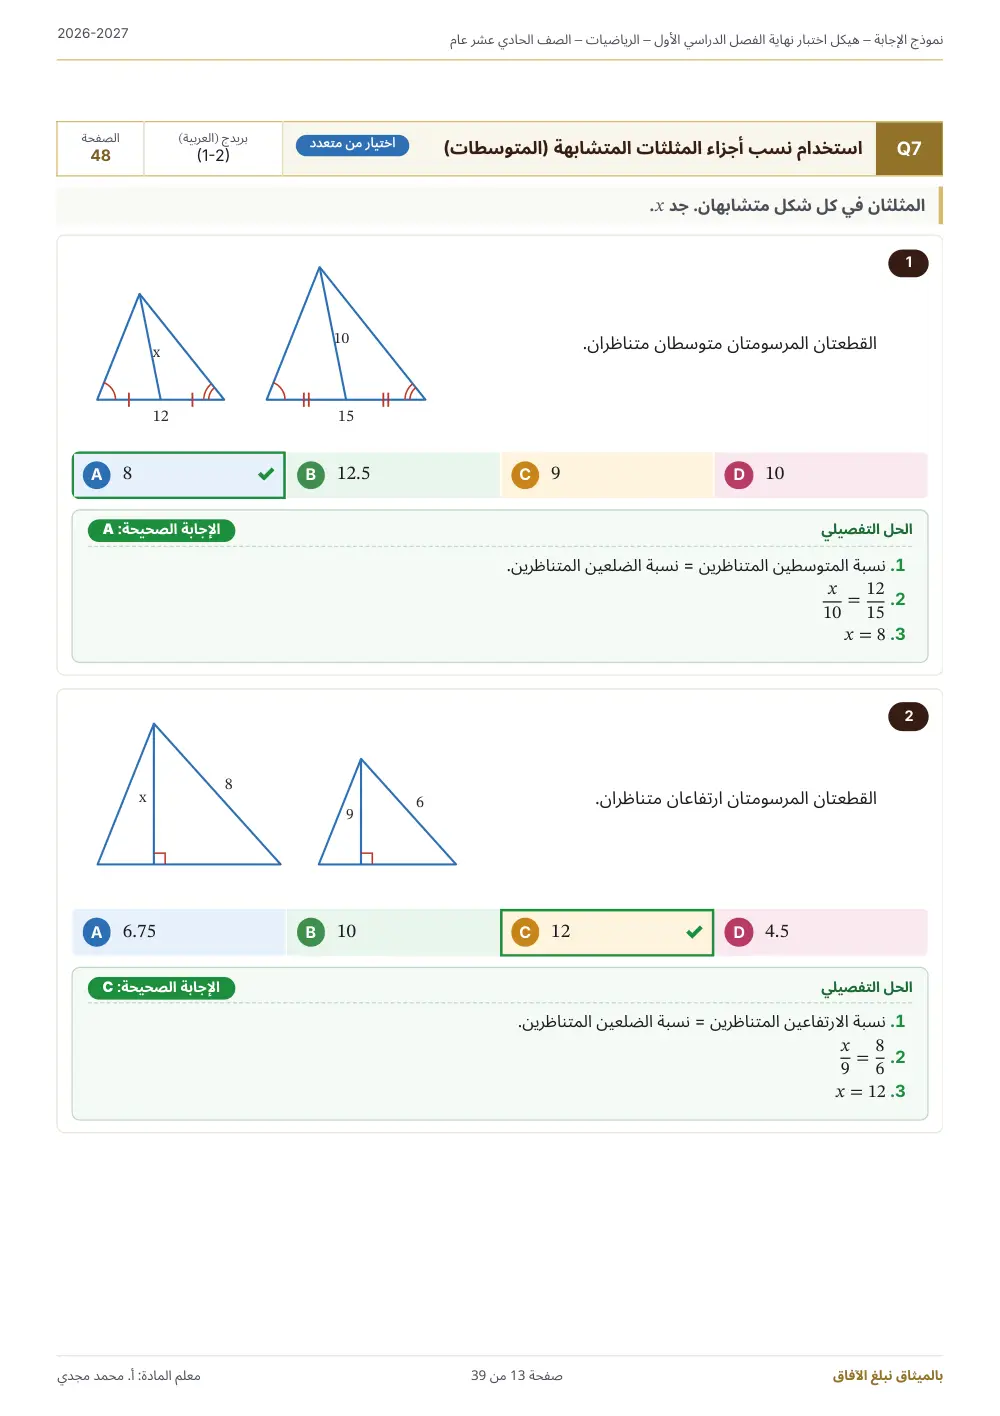 نموذج الإجابة – هيكل اختبار نهاية الفصل الدراسي الأول – الرياضيات – الصف الحادي عشر عام
2026-2027
Q7
استخدام نسب أجزاء المثلثات المتشابهة (المتوسطات)
اختيار من متعدد
بريدج (العربية)
(1-2)
الصفحة
48
المثلثان في كل شكل متشابهان. جد x.
1
القطعتان المرسومتان متوسطان متناظران.
x
12
10
15
A 8 ✔
B 12.5
C 9
D 10
الحل التفصيلي
الإجابة الصحيحة: A
1. نسبة المتوسطين المتناظرين = نسبة الضلعين المتناظرين.
2. x/10 = 12/15
3. x = 8
2
القطعتان المرسومتان ارتفاعان متناظران.
x
8
9
6
A 6.75
B 10
C 12 ✔
D 4.5
الحل التفصيلي
الإجابة الصحيحة: C
1. نسبة الارتفاعين المتناظرين = نسبة الضلعين المتناظرين.
2. x/9 = 8/6
3. x = 12
بالميثاق نبلغ الآفاق
صفحة 13 من 39
معلم المادة: أ. محمد مجدي